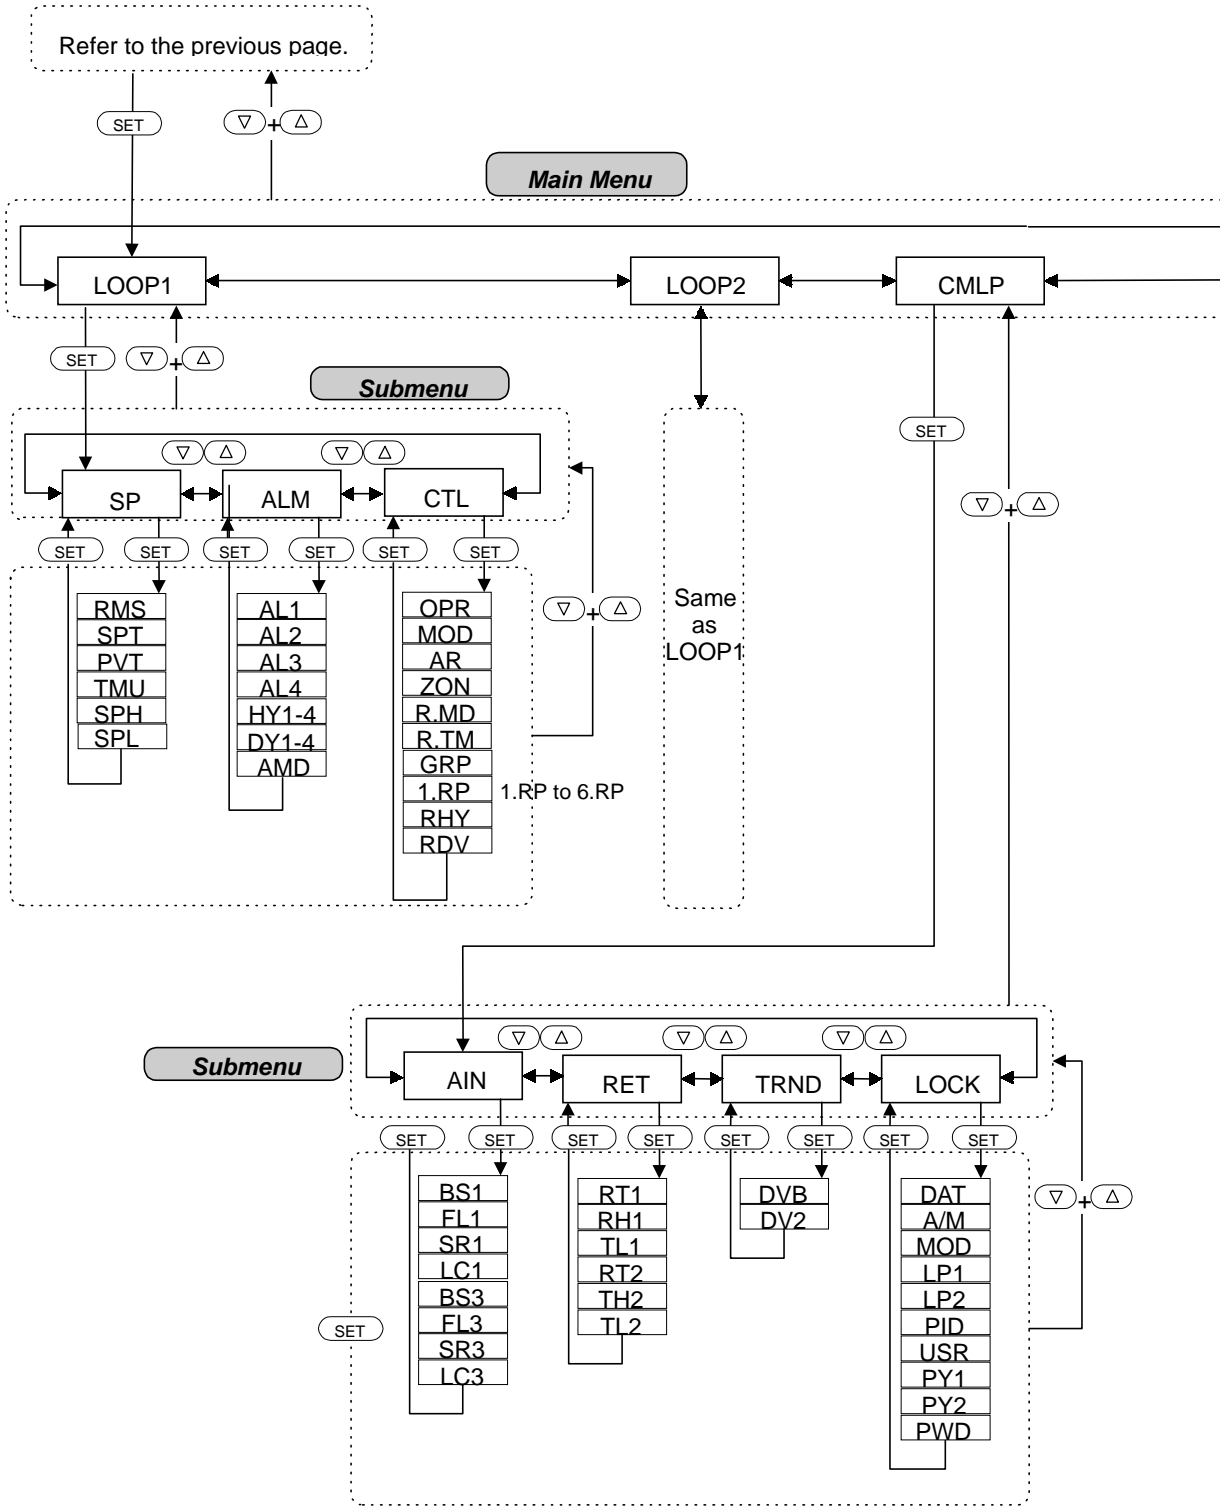 Refer to the previous page.
SET
▽ + △
Main Menu
LOOP1
LOOP2
CMLP
SET
▽ + △
Submenu
SET
▽ △
▽ △
SP
ALM
CTL
▽ + △
SET
SET
SET
SET
SET
SET
RMS
SPT
PVT
TMU
SPH
SPL
AL1
AL2
AL3
AL4
HY1-4
DY1-4
AMD
OPR
MOD
AR
ZON
R.MD
R.TM
GRP
1.RP
RHY
RDV
1.RP to 6.RP
▽ + △
Same
as
LOOP1
Submenu
▽ △
▽ △
▽ △
AIN
RET
TRND
LOCK
SET
SET
SET
SET
SET
SET
SET
SET
BS1
FL1
SR1
LC1
BS3
FL3
SR3
LC3
RT1
RH1
TL1
RT2
TH2
TL2
DVB
DV2
DAT
A/M
MOD
LP1
LP2
PID
USR
PY1
PY2
PWD
▽ + △
SET